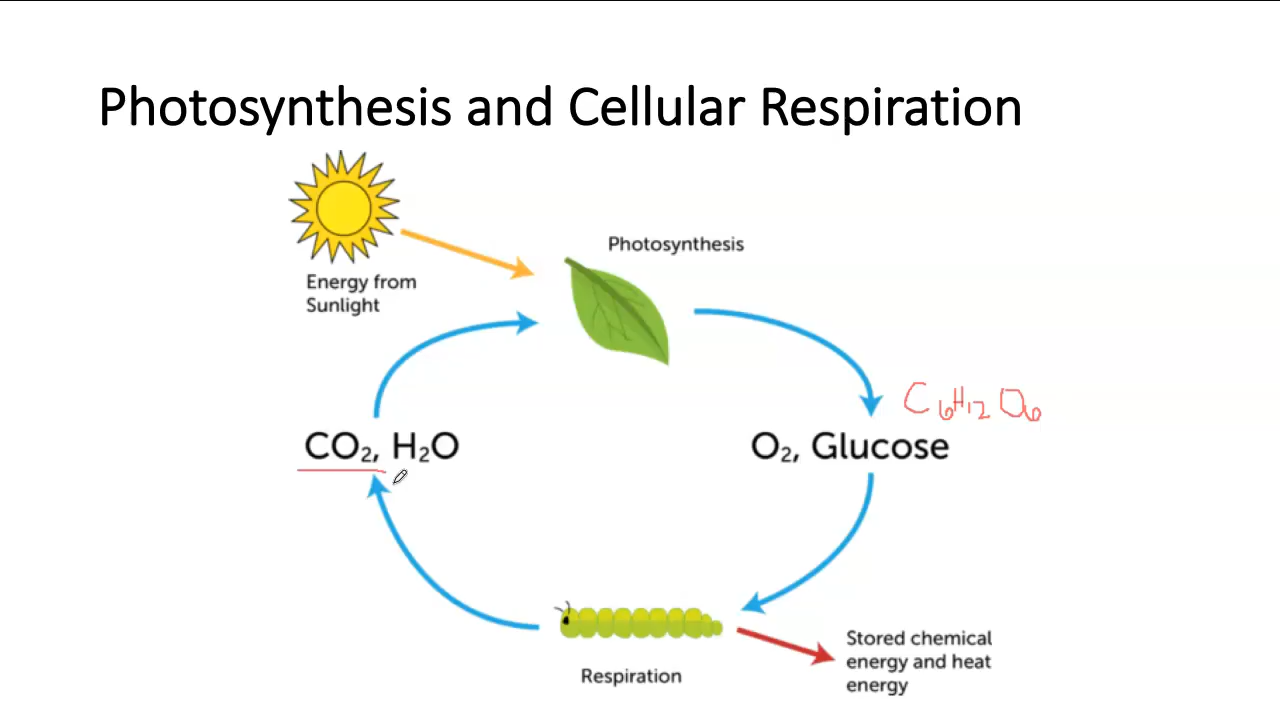 Photosynthesis and Cellular Respiration
Photosynthesis
Energy from
Sunlight
C₆H₁₂O₆
CO₂, H₂O
O₂, Glucose
Stored chemical
energy and heat
energy
Respiration